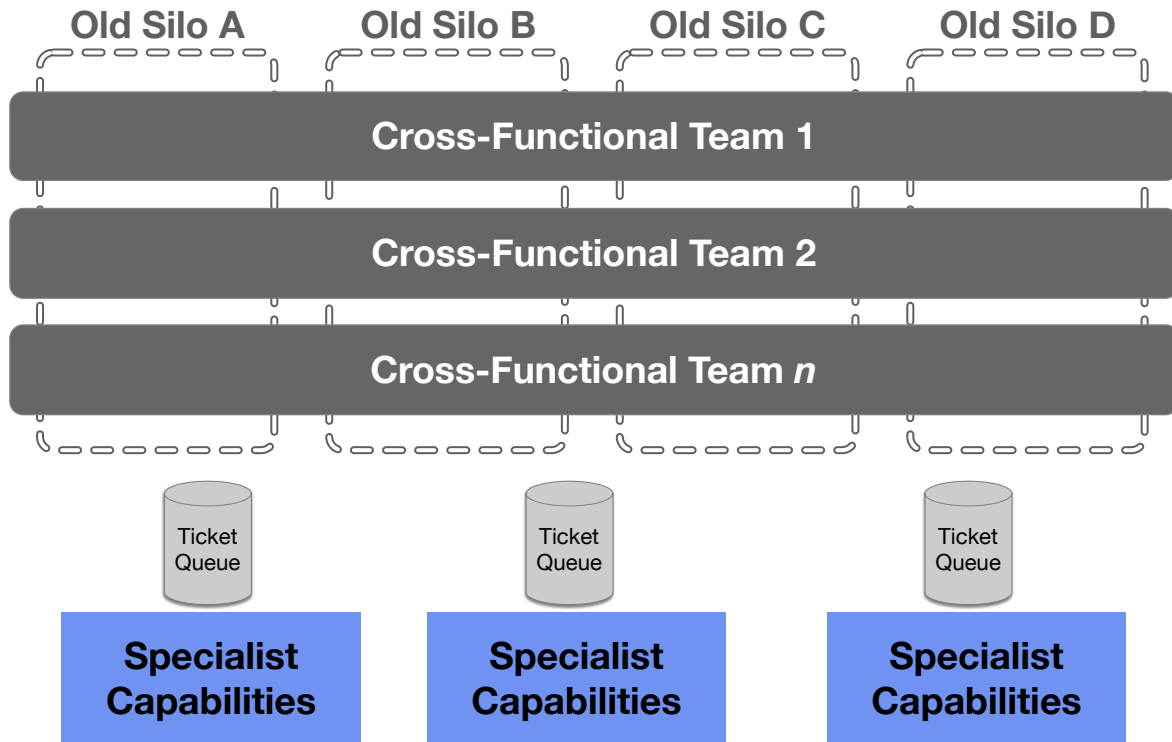 Old Silo A
Old Silo B
Old Silo C
Old Silo D
Cross-Functional Team 1
Cross-Functional Team 2
Cross-Functional Team n
Ticket
Queue
Ticket
Queue
Ticket
Queue
Specialist
Capabilities
Specialist
Capabilities
Specialist
Capabilities